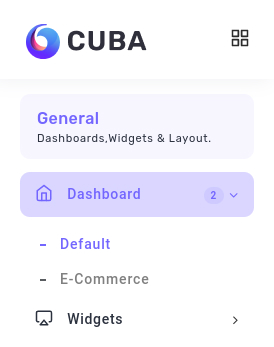 CUBA
General
Dashboards,Widgets & Layout.
Dashboard 2
Default
E-Commerce
Widgets